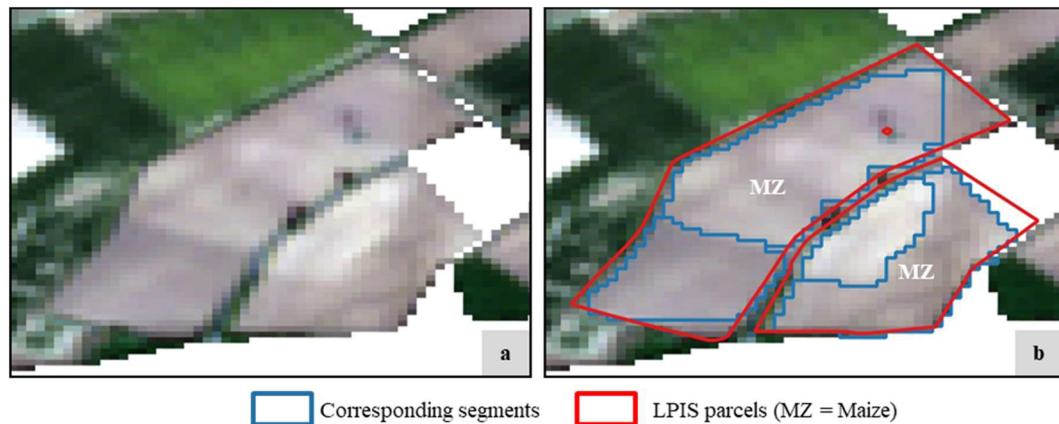 MZ
MZ
a
b
Corresponding segments
LPIS parcels (MZ = Maize)